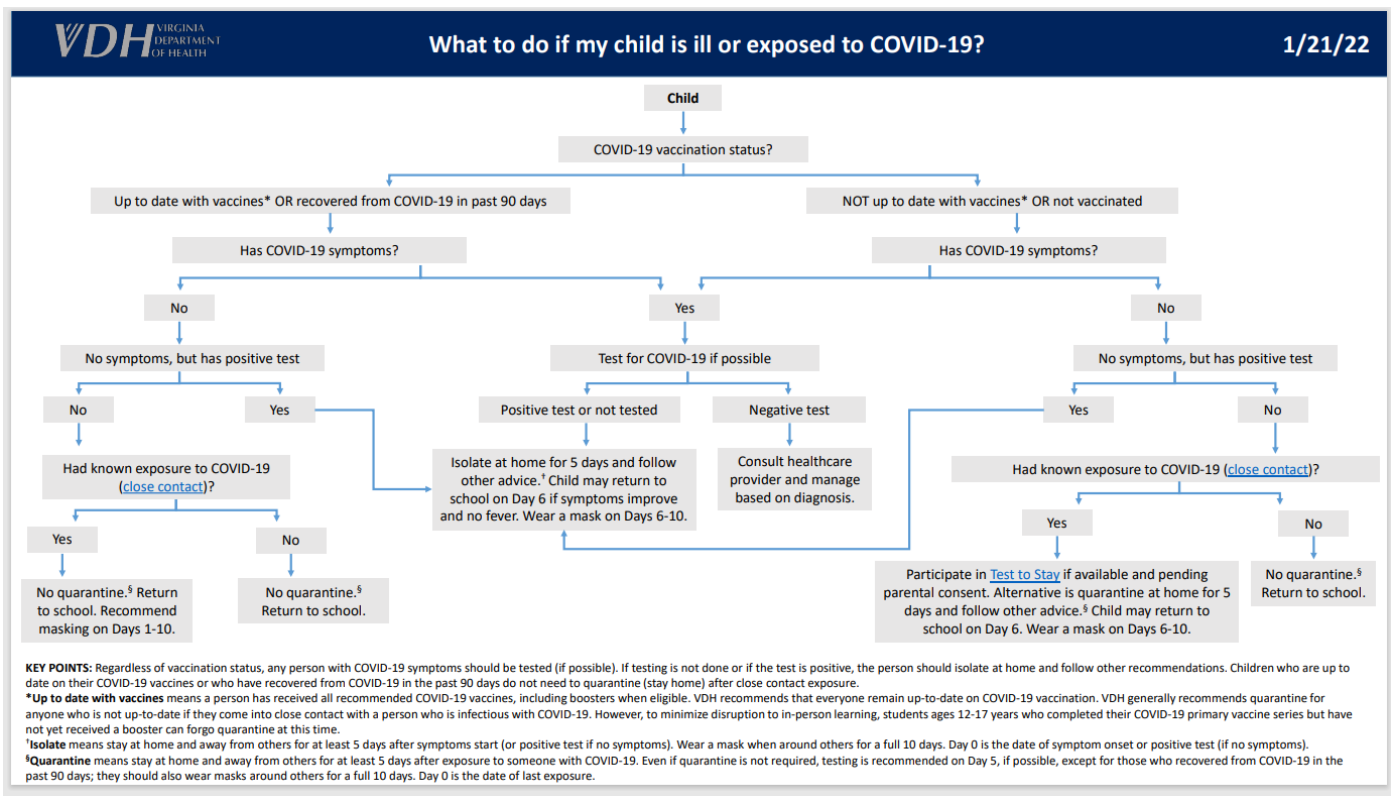 VDH VIRGINIA
DEPARTMENT
OF HEALTH
What to do if my child is ill or exposed to COVID-19?
1/21/22
Child
COVID-19 vaccination status?
Up to date with vaccines* OR recovered from COVID-19 in past 90 days
NOT up to date with vaccines* OR not vaccinated
Has COVID-19 symptoms?
Has COVID-19 symptoms?
No
Yes
No
No symptoms, but has positive test
Test for COVID-19 if possible
No symptoms, but has positive test
No
Yes
Positive test or not tested
Negative test
Yes
No
Had known exposure to COVID-19
(close contact)?
Isolate at home for 5 days and follow
other advice.† Child may return to
school on Day 6 if symptoms improve
and no fever. Wear a mask on Days 6-10.
Consult healthcare
provider and manage
based on diagnosis.
Had known exposure to COVID-19 (close contact)?
Yes
No
Yes
No
No quarantine.§ Return
to school. Recommend
masking on Days 1-10.
No quarantine.§
Return to school.
Participate in Test to Stay if available and pending
parental consent. Alternative is quarantine at home for 5
days and follow other advice.§ Child may return to
school on Day 6. Wear a mask on Days 6-10.
No quarantine.§
Return to school.
KEY POINTS: Regardless of vaccination status, any person with COVID-19 symptoms should be tested (if possible). If testing is not done or if the test is positive, the person should isolate at home and follow other recommendations. Children who are up to
date on their COVID-19 vaccines or who have recovered from COVID-19 in the past 90 days do not need to quarantine (stay home) after close contact exposure.
*Up to date with vaccines means a person has received all recommended COVID-19 vaccines, including boosters when eligible. VDH recommends that everyone remain up-to-date on COVID-19 vaccination. VDH generally recommends quarantine for
anyone who is not up-to-date if they come into close contact with a person who is infectious with COVID-19. However, to minimize disruption to in-person learning, students ages 12-17 years who completed their COVID-19 primary vaccine series but have
not yet received a booster can forgo quarantine at this time.
†Isolate means stay at home and away from others for at least 5 days after symptoms start (or positive test if no symptoms). Wear a mask when around others for a full 10 days. Day 0 is the date of symptom onset or positive test (if no symptoms).
§Quarantine means stay at home and away from others for at least 5 days after exposure to someone with COVID-19. Even if quarantine is not required, testing is recommended on Day 5, if possible, except for those who recovered from COVID-19 in the
past 90 days; they should also wear masks around others for a full 10 days. Day 0 is the date of last exposure.